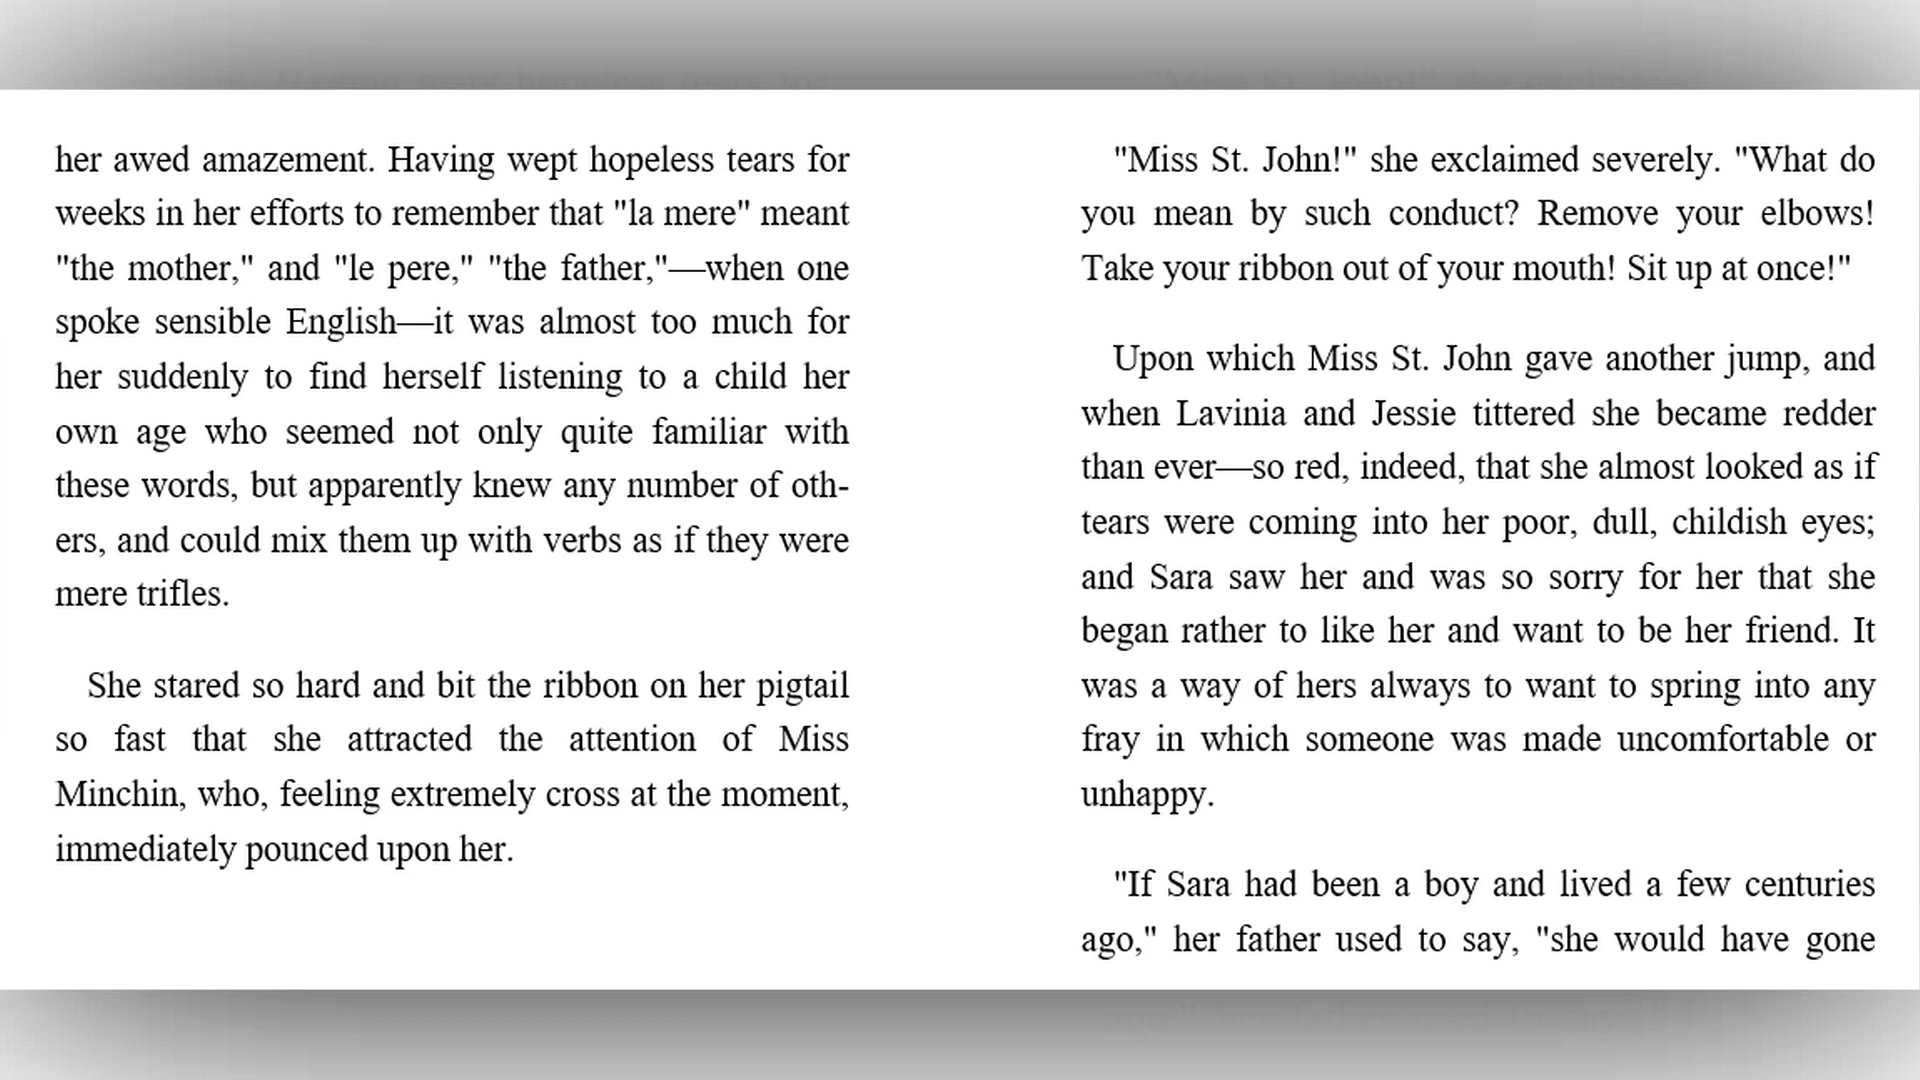 her awed amazement. Having wept hopeless tears for
weeks in her efforts to remember that "la mere" meant
"the mother," and "le pere," "the father,"—when one
spoke sensible English—it was almost too much for
her suddenly to find herself listening to a child her
own age who seemed not only quite familiar with
these words, but apparently knew any number of oth-
ers, and could mix them up with verbs as if they were
mere trifles.
She stared so hard and bit the ribbon on her pigtail
so fast that she attracted the attention of Miss
Minchin, who, feeling extremely cross at the moment,
immediately pounced upon her.
"Miss St. John!" she exclaimed severely. "What do
you mean by such conduct? Remove your elbows!
Take your ribbon out of your mouth! Sit up at once!"
Upon which Miss St. John gave another jump, and
when Lavinia and Jessie tittered she became redder
than ever—so red, indeed, that she almost looked as if
tears were coming into her poor, dull, childish eyes;
and Sara saw her and was so sorry for her that she
began rather to like her and want to be her friend. It
was a way of hers always to want to spring into any
fray in which someone was made uncomfortable or
unhappy.
"If Sara had been a boy and lived a few centuries
ago," her father used to say, "she would have gone